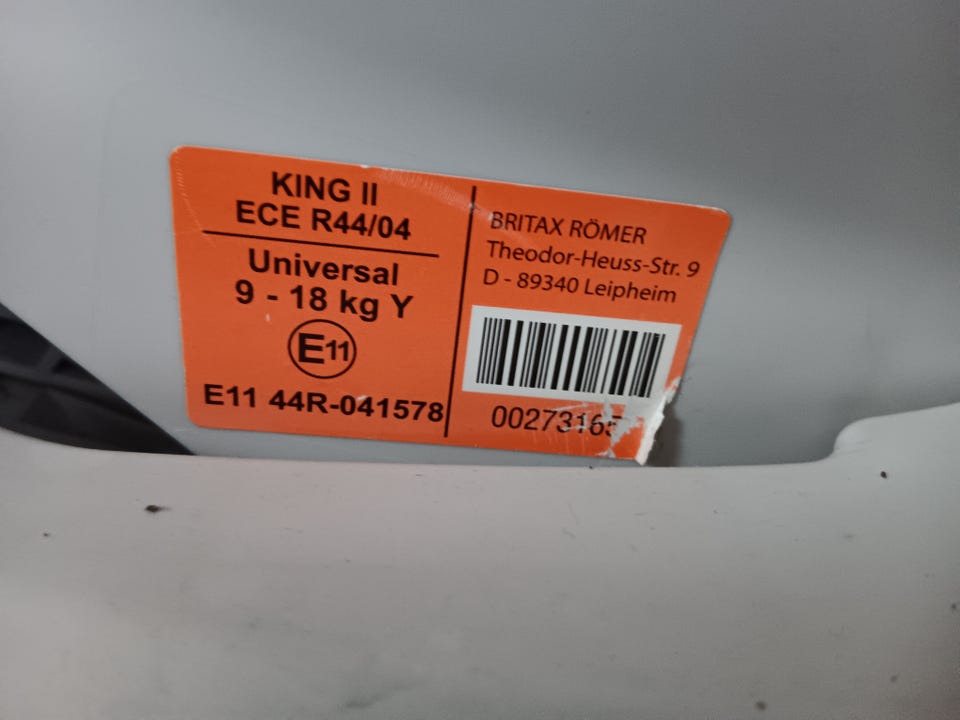 KING II
ECE R44/04
Universal
9 - 18 kg Y
E11
E11 44R-041578
BRITAX RÖMER
Theodor-Heuss-Str. 9
D - 89340 Leipheim
00273165